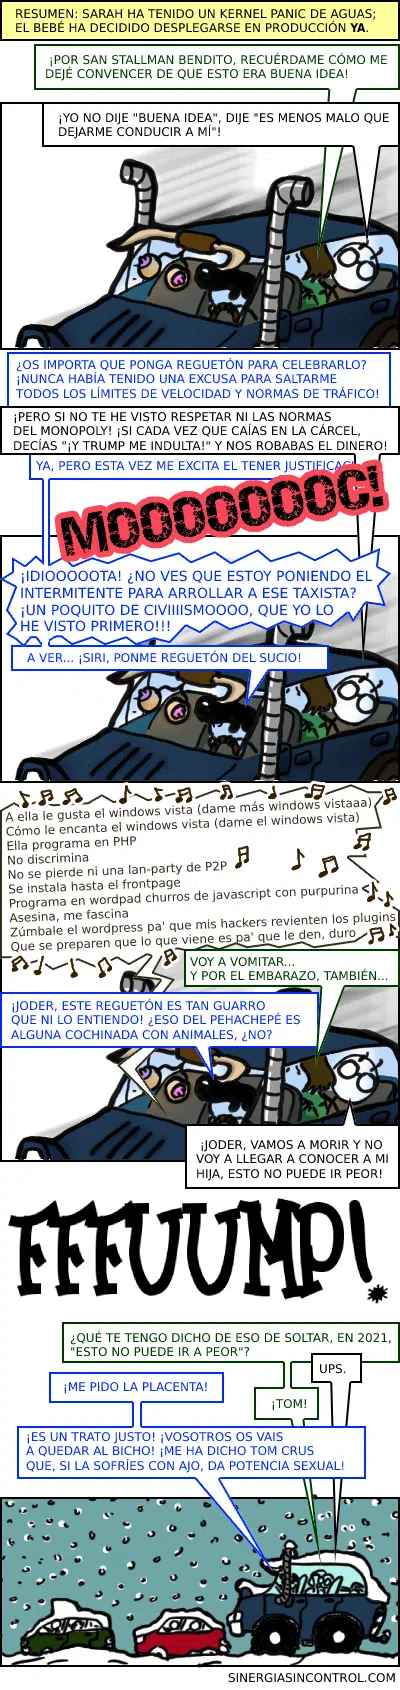 RESUMEN: SARAH HA TENIDO UN KERNEL PANIC DE AGUAS;
EL BEBÉ HA DECIDIDO DESPLEGARSE EN PRODUCCIÓN YA.
¡POR SAN STALLMAN BENDITO, RECUÉRDAME CÓMO ME
DEJÉ CONVENCER DE QUE ESTO ERA BUENA IDEA!
¡YO NO DIJE "BUENA IDEA", DIJE "ES MENOS MALO QUE
DEJARME CONDUCIR A MÍ"!
¿OS IMPORTA QUE PONGA REGUETÓN PARA CELEBRARLO?
¡NUNCA HABÍA TENIDO UNA EXCUSA PARA SALTARME
TODOS LOS LÍMITES DE VELOCIDAD Y NORMAS DE TRÁFICO!
¡PERO SI NO TE HE VISTO RESPETAR NI LAS NORMAS
DEL MONOPOLY! ¡SI CADA VEZ QUE CAÍAS EN LA CÁRCEL,
DECÍAS "¡Y TRUMP ME INDULTA!" Y NOS ROBABAS EL DINERO!
YA, PERO ESTA VEZ ME EXCITA EL TENER JUSTIFICAC
MOOOOOOOOC!
¡IDIOOOOOTA! ¿NO VES QUE ESTOY PONIENDO EL
INTERMITENTE PARA ARROLLAR A ESE TAXISTA?
¡UN POQUITO DE CIVIIIISMOOOO, QUE YO LO
HE VISTO PRIMERO!!!
A VER... ¡SIRI, PONME REGUETÓN DEL SUCIO!
A ella le gusta el windows vista (dame más windows vistaaa)
Cómo le encanta el windows vista (dame el windows vista)
Ella programa en PHP
No discrimina
No se pierde ni una lan-party de P2P
Se instala hasta el frontpage
Programa en wordpad churros de javascript con purpurina
Asesina, me fascina
Zúmbale el wordpress pa' que mis hackers revienten los plugins
Que se preparen que lo que viene es pa' que le den, duro
VOY A VOMITAR...
Y POR EL EMBARAZO, TAMBIÉN...
¡JODER, ESTE REGUETÓN ES TAN GUARRO
QUE NI LO ENTIENDO! ¿ESO DEL PEHACHEPÉ ES
ALGUNA COCHINADA CON ANIMALES, ¿NO?
¡JODER, VAMOS A MORIR Y NO
VOY A LLEGAR A CONOCER A MI
HIJA, ESTO NO PUEDE IR PEOR!
FFFUUMP!
¿QUÉ TE TENGO DICHO DE ESO DE SOLTAR, EN 2021,
"ESTO NO PUEDE IR A PEOR"?
UPS.
¡ME PIDO LA PLACENTA!
¡TOM!
¡ES UN TRATO JUSTO! ¡VOSOTROS OS VAIS
A QUEDAR AL BICHO! ¡ME HA DICHO TOM CRUS
QUE, SI LA SOFRÍES CON AJO, DA POTENCIA SEXUAL!
SINERGIASINCONTROL.COM